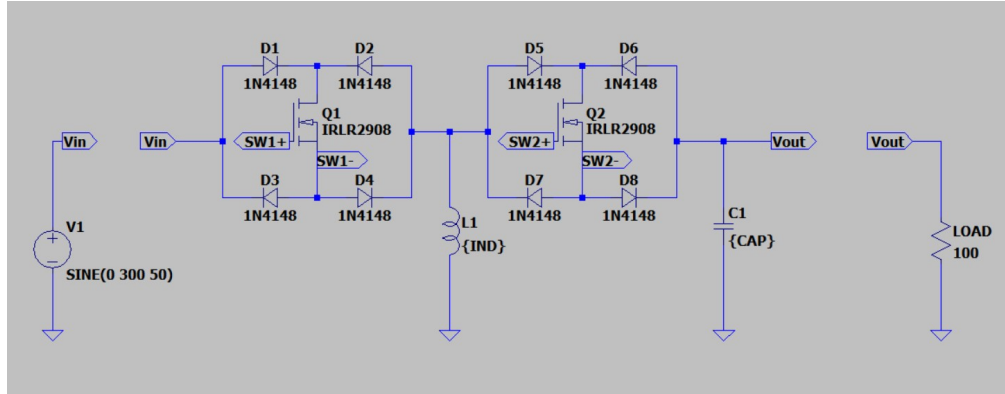 D1
D2
1N4148
1N4148
D5
D6
1N4148
1N4148
Q1
IRLR2908
Q2
IRLR2908
Vin
Vin
SW1+
SW1-
SW2+
SW2-
Vout
Vout
D3
D4
1N4148
1N4148
D7
D8
1N4148
1N4148
V1
SINE(0 300 50)
L1
{IND}
C1
{CAP}
LOAD
100